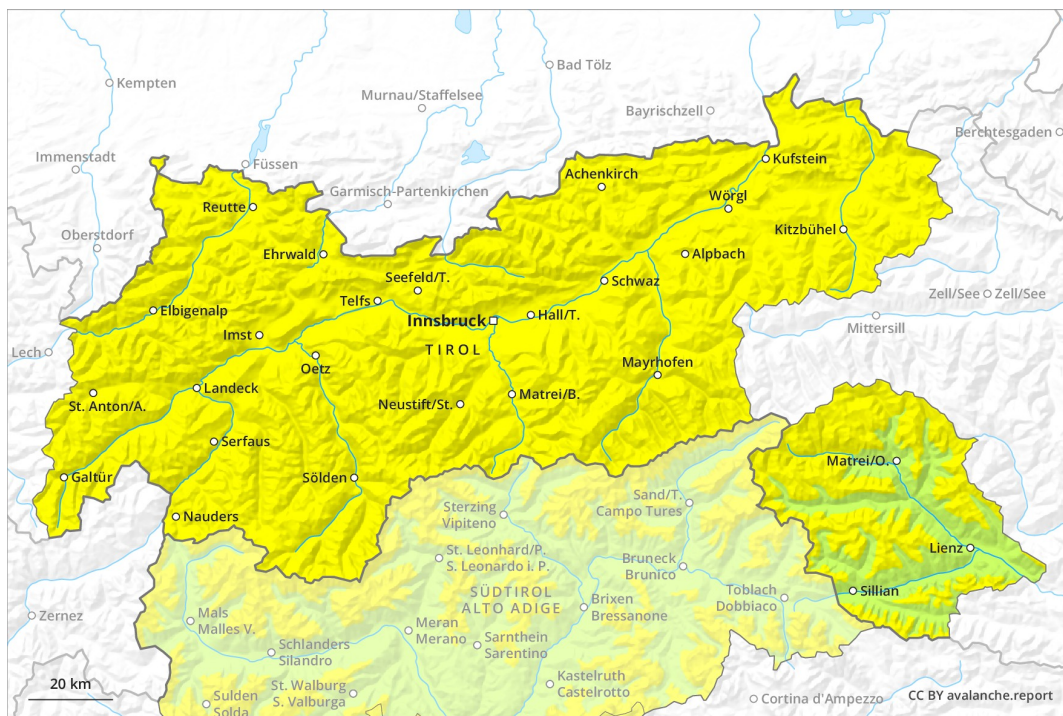 Kempten
Bad Tölz
Murnau/Staffelsee
Bayrischzell
Berchtesgaden
Immenstadt
Füssen
Kufstein
Achenkirch
Garmisch-Partenkirchen
Wörgl
Reutte
Oberstdorf
Kitzbühel
Ehrwald
Alpbach
Seefeld/T.
Schwaz
Zell/See
Zell/See
Telfs
Elbigenalp
Hall/T.
Innsbruck
Mittersill
Imst
TIROL
Lech
Oetz
Mayrhofen
Landeck
Matrei/B.
St. Anton/A.
Neustift/St.
Serfaus
Matrei/O.
Galtür
Sölden
Sand/T.
Campo Tures
Sterzing
Vipiteno
Nauders
Lienz
St. Leonhard/P.
S. Leonardo i. P.
Bruneck
Brunico
SÜDTIROL
ALTO ADIGE
Toblach
Dobbiaco
Sillian
Brixen
Bressanone
Zernez
Mals
Malles V.
Meran
Merano
Sarnthein
Sarentino
Schlanders
Silandro
Kastelruth
Castelrotto
St. Walburg
S. Valburga
20 km
Sulden
Solda
Cortina d'Ampezzo
CC BY avalanche.report